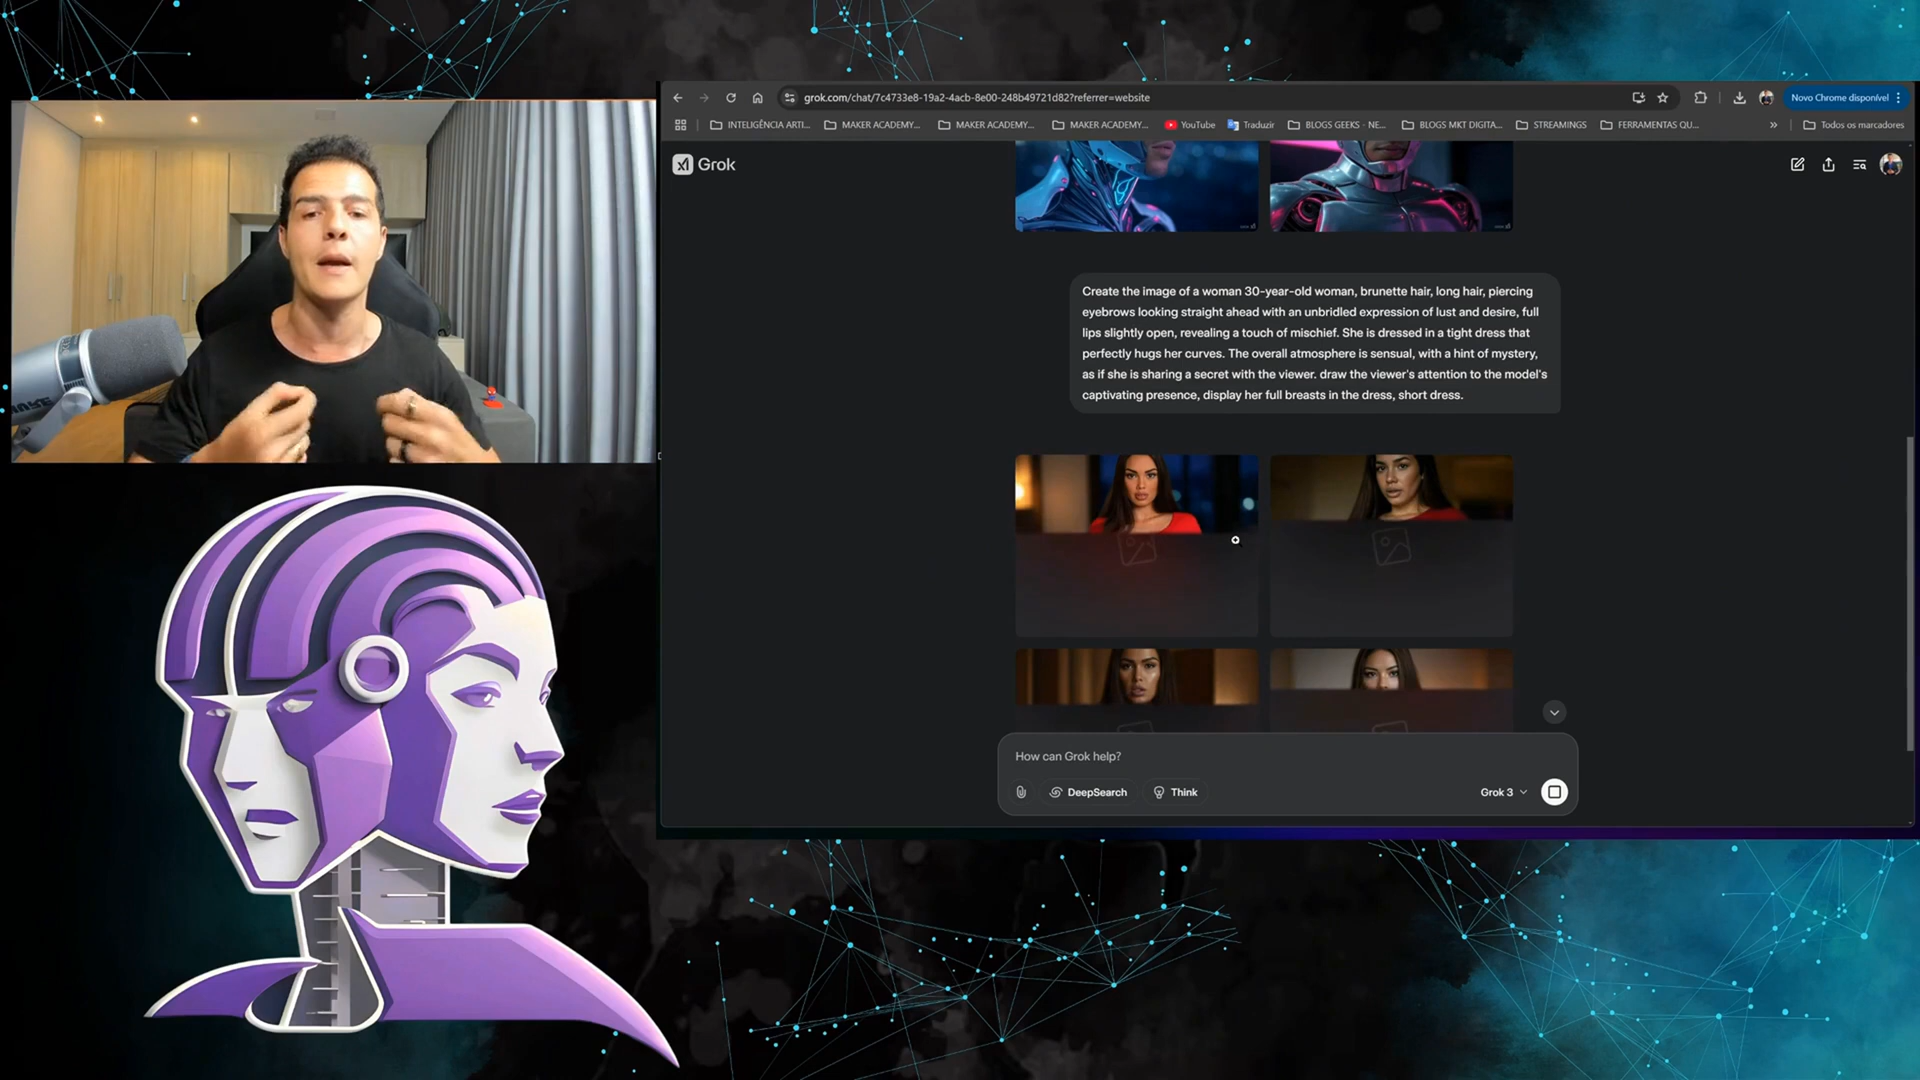 grok.com/chat/7c4733e8-19a2-4acb-8e00-248b49721d82?referrer=website
Novo Chrome disponível
INTELIGÊNCIA ARTI...
MAKER ACADEMY...
MAKER ACADEMY...
MAKER ACADEMY...
YouTube
Traduzir
BLOGS GEEKS - NE...
BLOGS MKT DIGITA...
STREAMINGS
FERRAMENTAS QU...
»
Todos os marcadores
Grok
Create the image of a woman 30-year-old woman, brunette hair, long hair, piercing
eyebrows looking straight ahead with an unbridled expression of lust and desire, full
lips slightly open, revealing a touch of mischief. She is dressed in a tight dress that
perfectly hugs her curves. The overall atmosphere is sensual, with a hint of mystery,
as if she is sharing a secret with the viewer. draw the viewer's attention to the model's
captivating presence, display her full breasts in the dress, short dress.
How can Grok help?
DeepSearch
Think
Grok 3